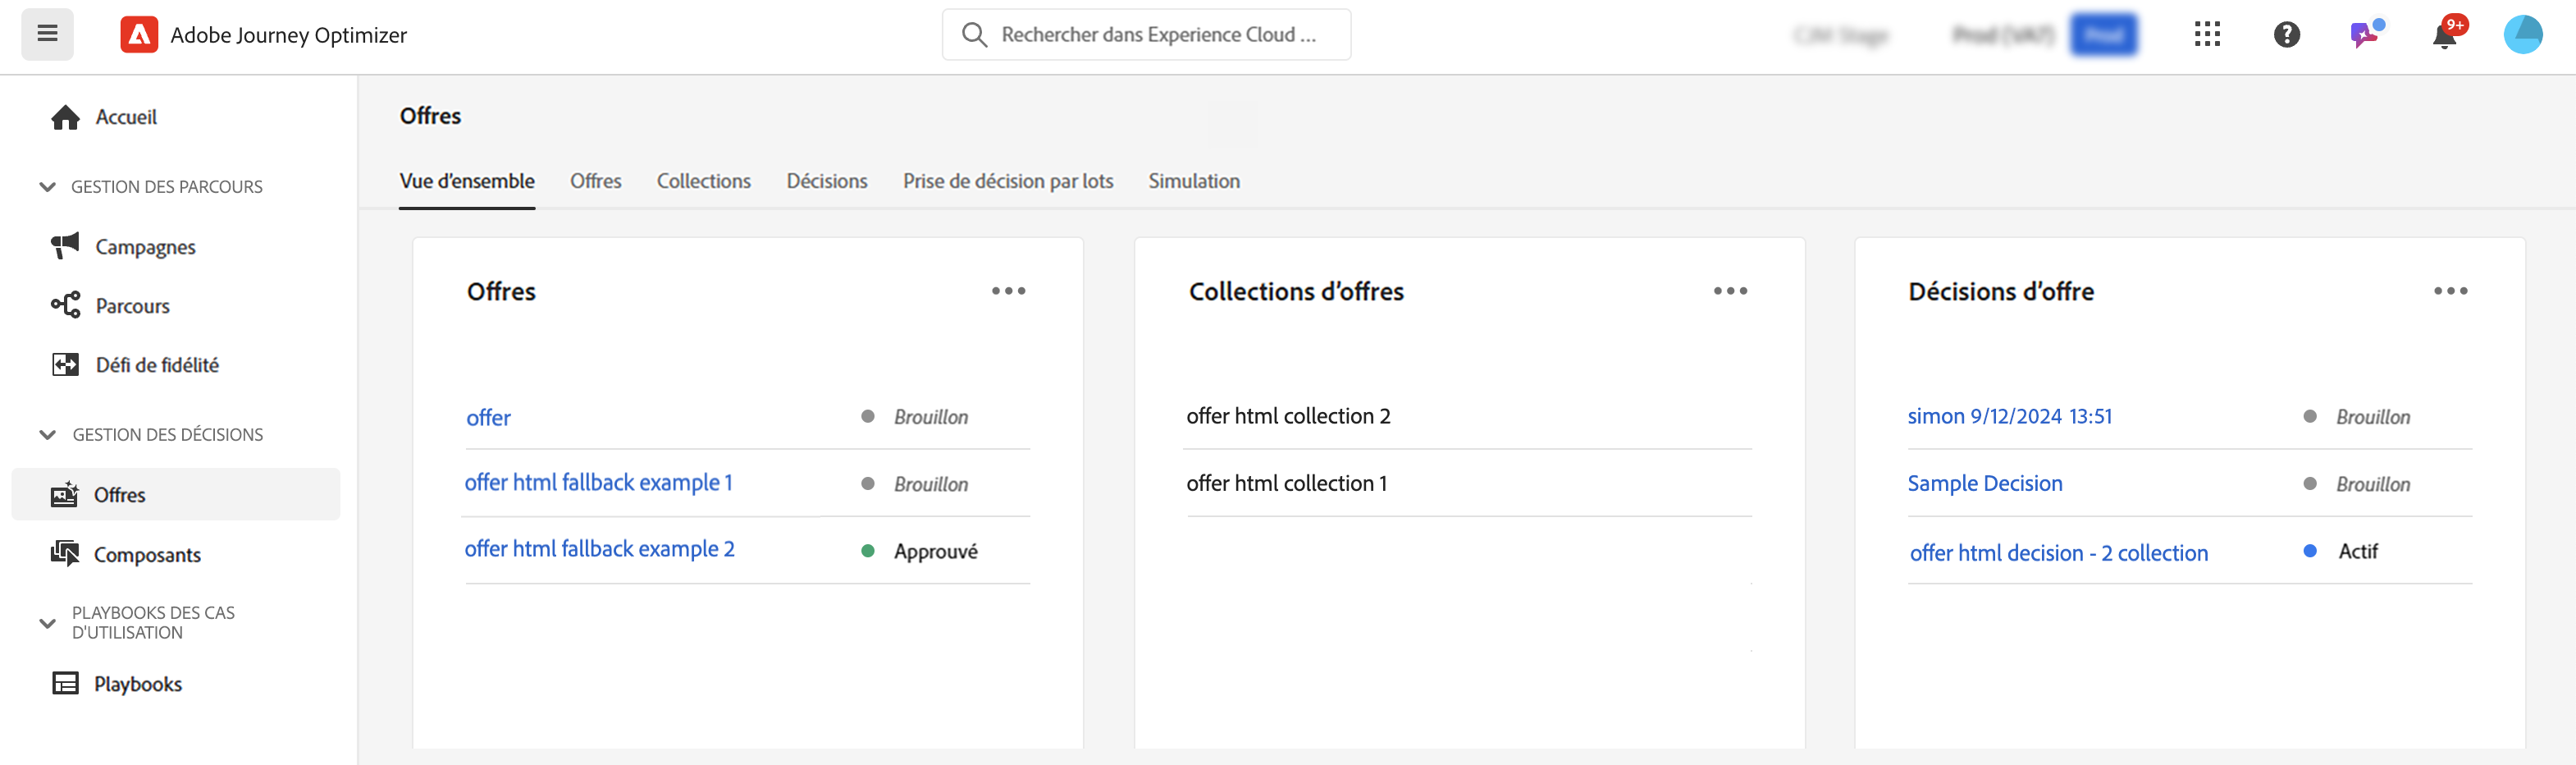 Adobe Journey Optimizer
Rechercher dans Experience Cloud ...
9+
Accueil
GESTION DES PARCOURS
Campagnes
Parcours
Défi de fidélité
GESTION DES DÉCISIONS
Offres
Composants
PLAYBOOKS DES CAS
D'UTILISATION
Playbooks
Offres
Vue d’ensemble Offres Collections Décisions Prise de décision par lots Simulation
Offres
offer Brouillon
offer html fallback example 1 Brouillon
offer html fallback example 2 Approuvé
Collections d’offres
offer html collection 2
offer html collection 1
Décisions d’offre
simon 9/12/2024 13:51 Brouillon
Sample Decision Brouillon
offer html decision - 2 collection Actif